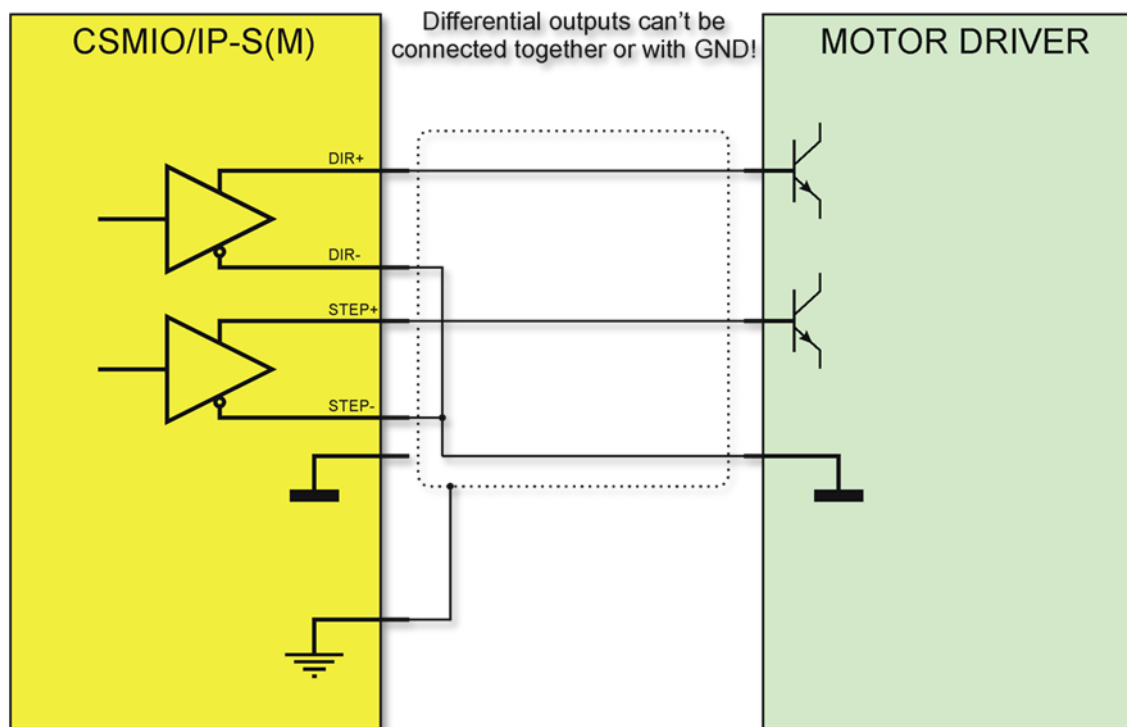 CSMIO/IP-S(M)
Differential outputs can't be
connected together or with GND!
MOTOR DRIVER
DIR+
DIR-
STEP+
STEP-